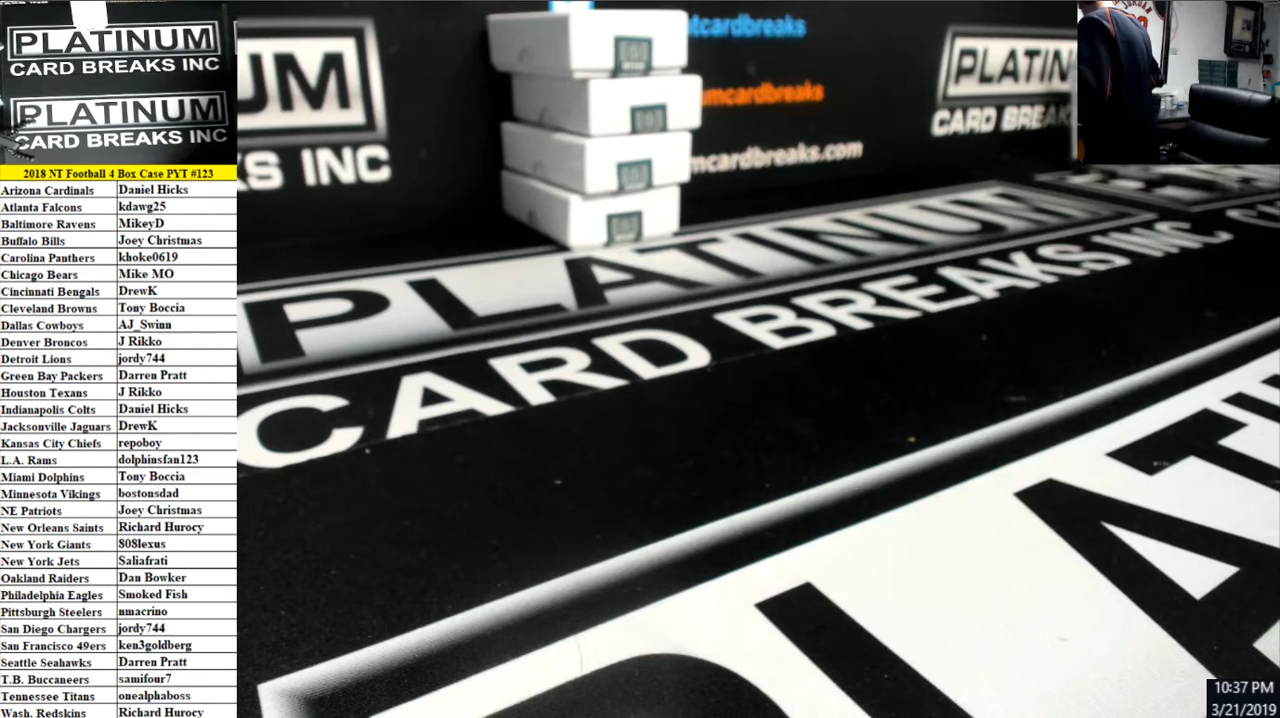 PLATINUM
CARD BREAKS INC
PLATINUM
CARD BREAKS INC
2018 NT Football 4 Box Case PYT #123
Arizona Cardinals Daniel Hicks
Atlanta Falcons kdawg25
Baltimore Ravens MikeyD
Buffalo Bills Joey Christmas
Carolina Panthers khoke0619
Chicago Bears Mike MO
Cincinnati Bengals DrewK
Cleveland Browns Tony Boccia
Dallas Cowboys AJ_Swinn
Denver Broncos J Rikko
Detroit Lions jordy744
Green Bay Packers Darren Pratt
Houston Texans J Rikko
Indianapolis Colts Daniel Hicks
Jacksonville Jaguars DrewK
Kansas City Chiefs repoboy
L.A. Rams dolphinsfan123
Miami Dolphins Tony Boccia
Minnesota Vikings bostonsdad
NE Patriots Joey Christmas
New Orleans Saints Richard Hurocy
New York Giants 808lexus
New York Jets Saliafrati
Oakland Raiders Dan Bowker
Philadelphia Eagles Smoked Fish
Pittsburgh Steelers nmacrino
San Diego Chargers jordy744
San Francisco 49ers ken3goldberg
Seattle Seahawks Darren Pratt
T.B. Buccaneers samifour7
Tennessee Titans onealphaboss
Wash. Redskins Richard Hurocy
UM
KS INC
tcardbreaks
umcardbreaks
mcardbreaks.com
PLATIN
CARD BREAK
JORDAN
PLATINUM
CARD BREAKS INC
PLAT
10:37 PM
3/21/2019